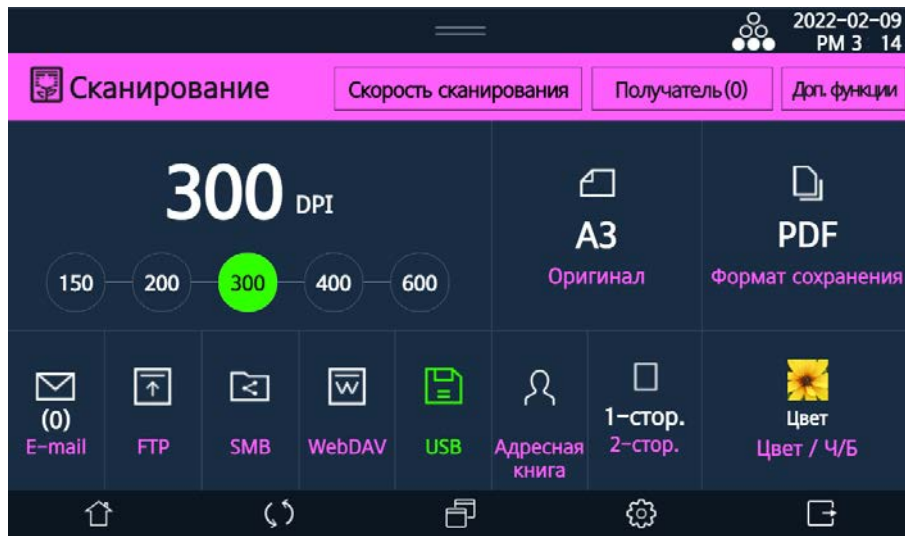 2022-02-09
PM 3 14
Сканирование
Скорость сканирования
Получатель(0)
Доп. функции
300 DPI
150
200
300
400
600
A3
Оригинал
PDF
Формат сохранения
(0)
E-mail
FTP
SMB
WebDAV
USB
Адресная
книга
1-стор.
2-стор.
Цвет
Цвет / Ч/Б